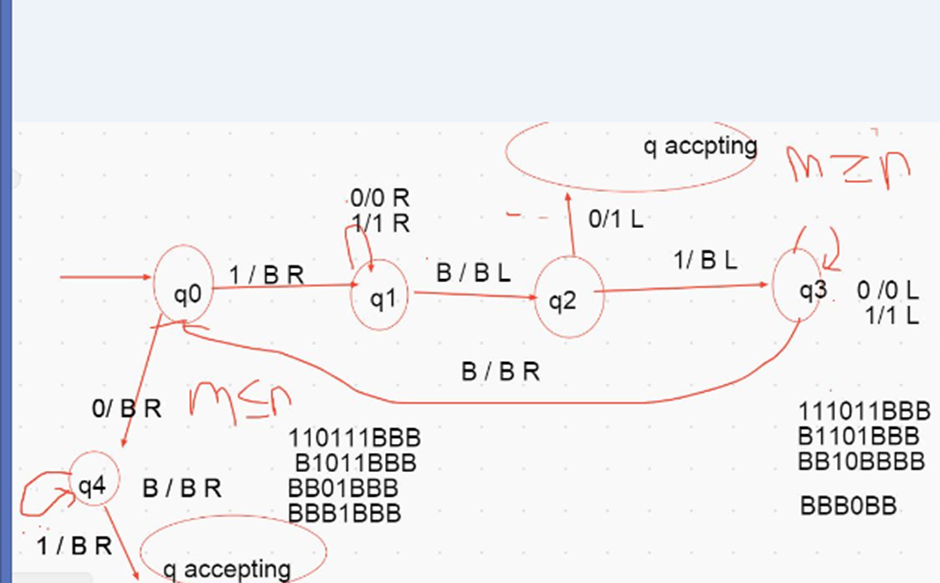 q accpting
m ≥ n
0/0 R
1/1 R
0/1 L
q0
1 / B R
q1
B / B L
q2
1/ B L
q3
0 /0 L
1/1 L
B / B R
0/ B R
m ≤ n
111011BBB
B1101BBB
BB10BBBB
BBB0BB
110111BBB
B1011BBB
BB01BBB
BBB1BBB
q4
B / B R
1 / B R
q accepting